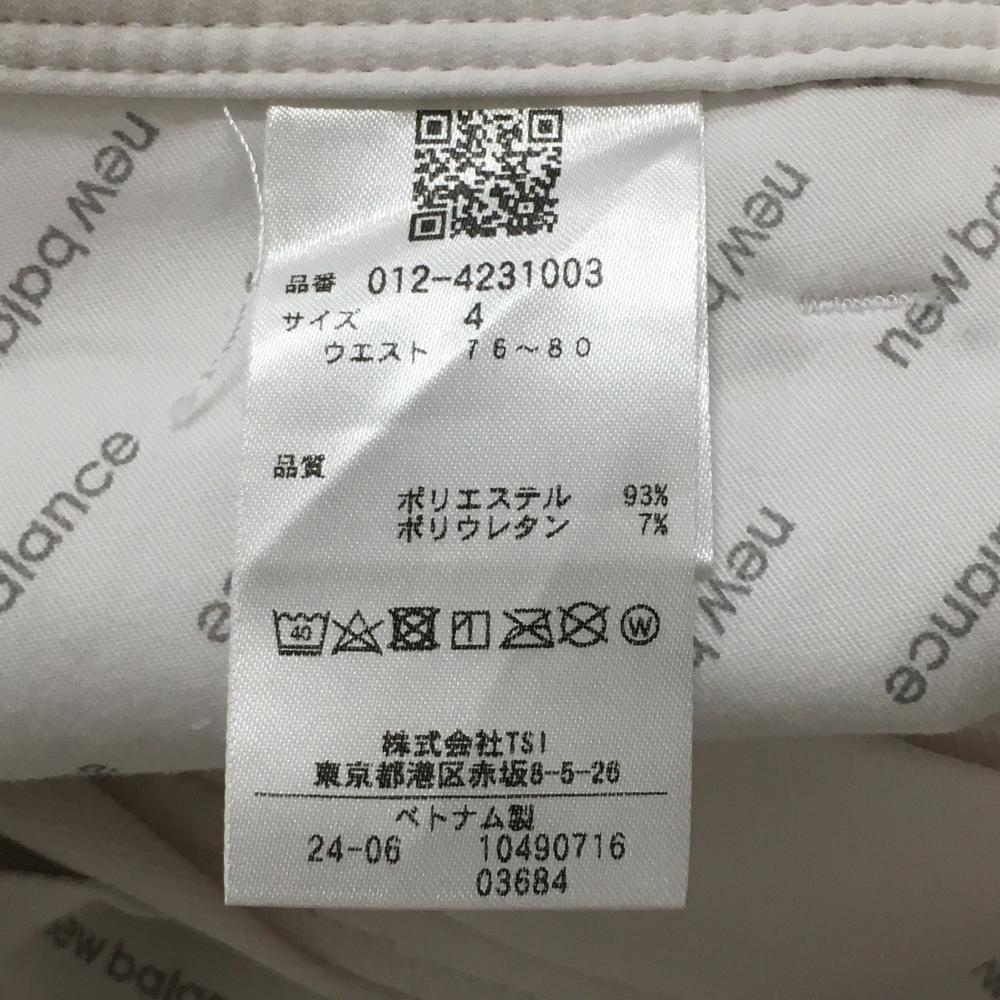 品番 012-4231003
サイズ 4
ウエスト 76~80
品質
ポリエステル 93%
ポリウレタン 7%
40
W
株式会社TSI
東京都港区赤坂8-5-26
ベトナム製
24-06 10490716
03684
new balance
new b
new
balance
new
balance
ew balance